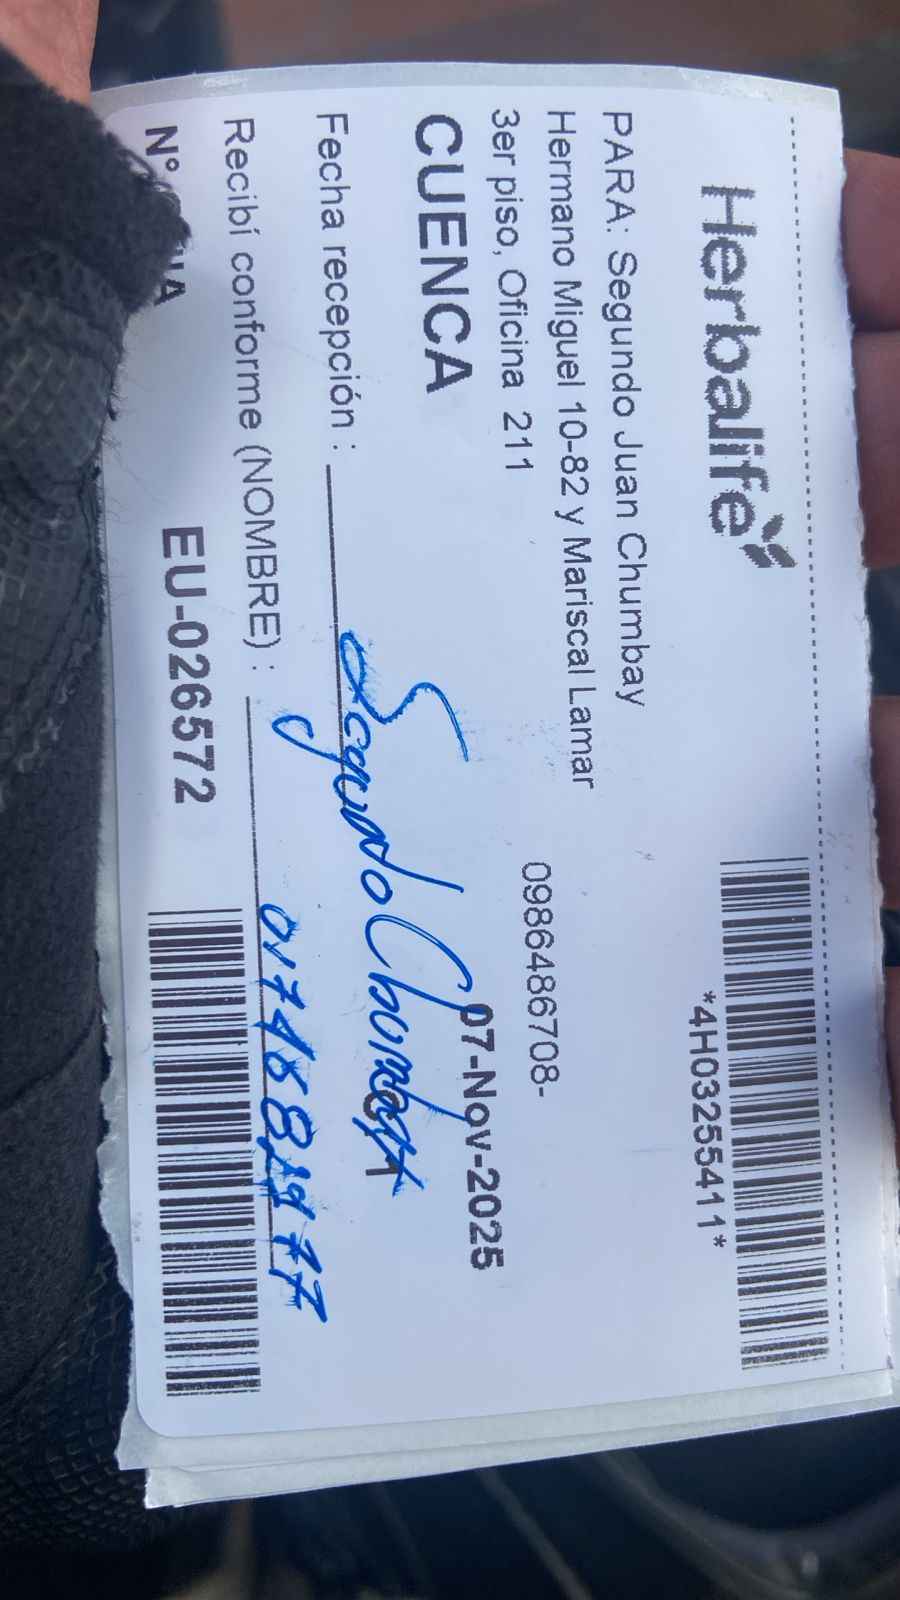 Herbalife
*4H03255411*
PARA: Segundo Juan Chumbay
Hermano Miguel 10-82 y Mariscal Lamar
3er piso, Oficina 211
0986486708-
CUENCA
07-Nov-2025
Fecha recepción :
Segundo Chumbay
Recibí conforme (NOMBRE) :
N°
EU-026572